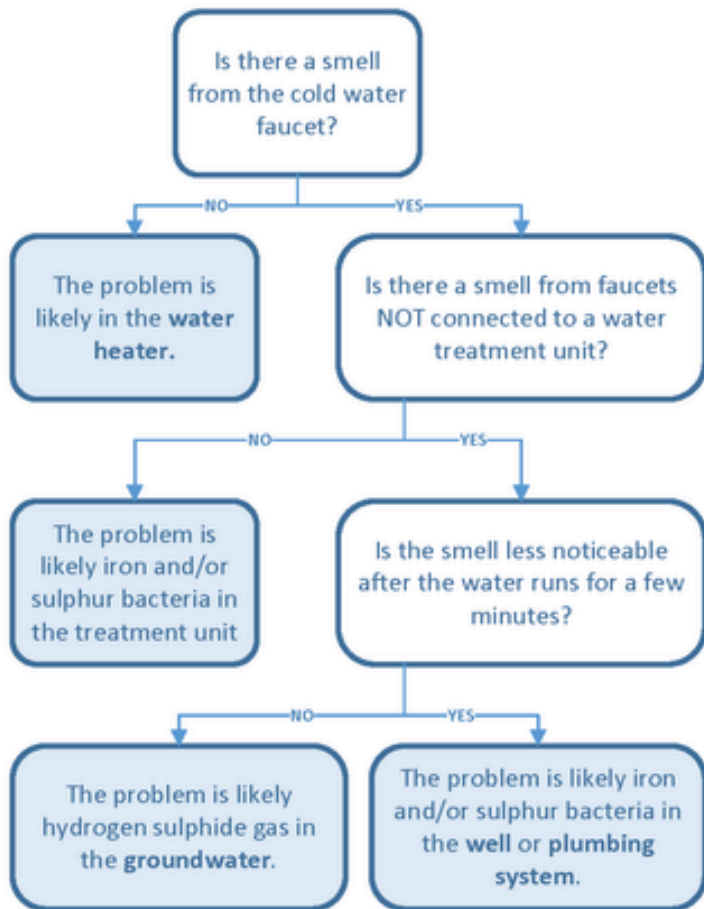 Is there a smell
from the cold water
faucet?
NO
YES
The problem is
likely in the water
heater.
Is there a smell from faucets
NOT connected to a water
treatment unit?
NO
YES
The problem is
likely iron and/or
sulphur bacteria in
the treatment unit
Is the smell less noticeable
after the water runs for a few
minutes?
NO
YES
The problem is likely
hydrogen sulphide gas in
the groundwater.
The problem is likely iron
and/or sulphur bacteria in
the well or plumbing
system.